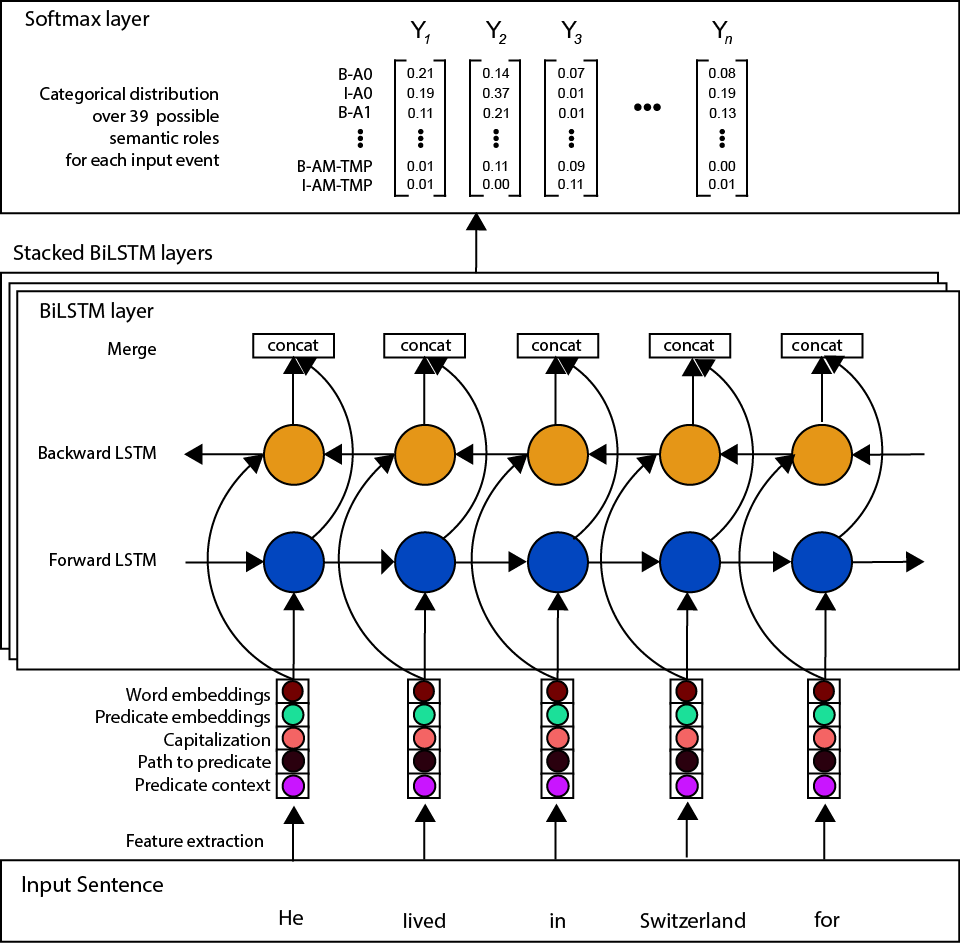 Softmax layer
Y1 Y2 Y3 Yn
Categorical distribution
over 39 possible
semantic roles
for each input event
B-A0 0.21 0.14 0.07 0.08
I-A0 0.19 0.37 0.01 0.19
B-A1 0.11 0.21 0.01 0.13
B-AM-TMP 0.01 0.11 0.09 0.00
I-AM-TMP 0.01 0.00 0.11 0.01
Stacked BiLSTM layers
BiLSTM layer
Merge concat concat concat concat concat
Backward LSTM
Forward LSTM
Word embeddings
Predicate embeddings
Capitalization
Path to predicate
Predicate context
Feature extraction
Input Sentence
He lived in Switzerland for